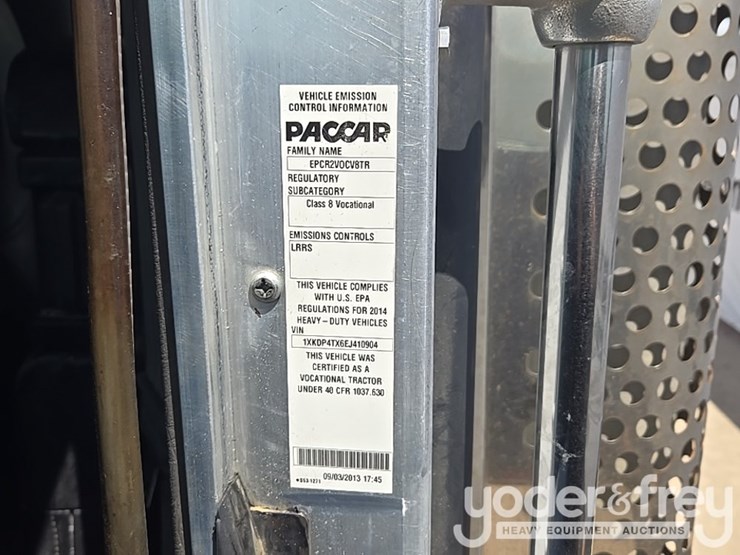 VEHICLE EMISSION
CONTROL INFORMATION
PACCAR
FAMILY NAME
EPCR2VOCV8TR
REGULATORY
SUBCATEGORY
Class 8 Vocational
EMISSIONS CONTROLS
LRRS
THIS VEHICLE COMPLIES
WITH U.S. EPA
REGULATIONS FOR 2014
HEAVY-DUTY VEHICLES
VIN
1XKDP4TX6EJ410904
THIS VEHICLE WAS
CERTIFIED AS A
VOCATIONAL TRACTOR
UNDER 40 CFR 1037.630
09/03/2013 17:45
yoder&frey
HEAVY EQUIPMENT AUCTIONS